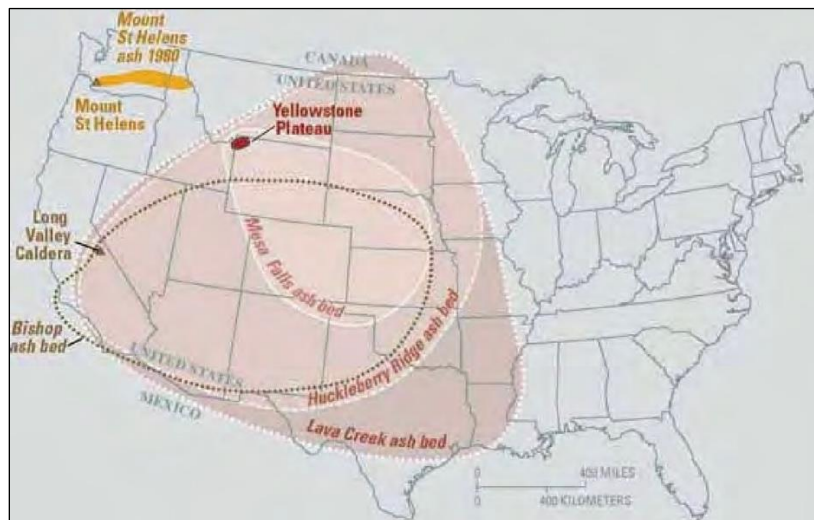 Mount
St Helens
ash 1980
Mount
St Helens
CANADA
UNITED STATES
Yellowstone
Plateau
Long
Valley
Caldera
Mesa Falls ash bed
Bishop
ash bed
UNITED STATES
MEXICO
Huckleberry Ridge ash bed
Lava Creek ash bed
0 400 MILES
0 400 KILOMETERS